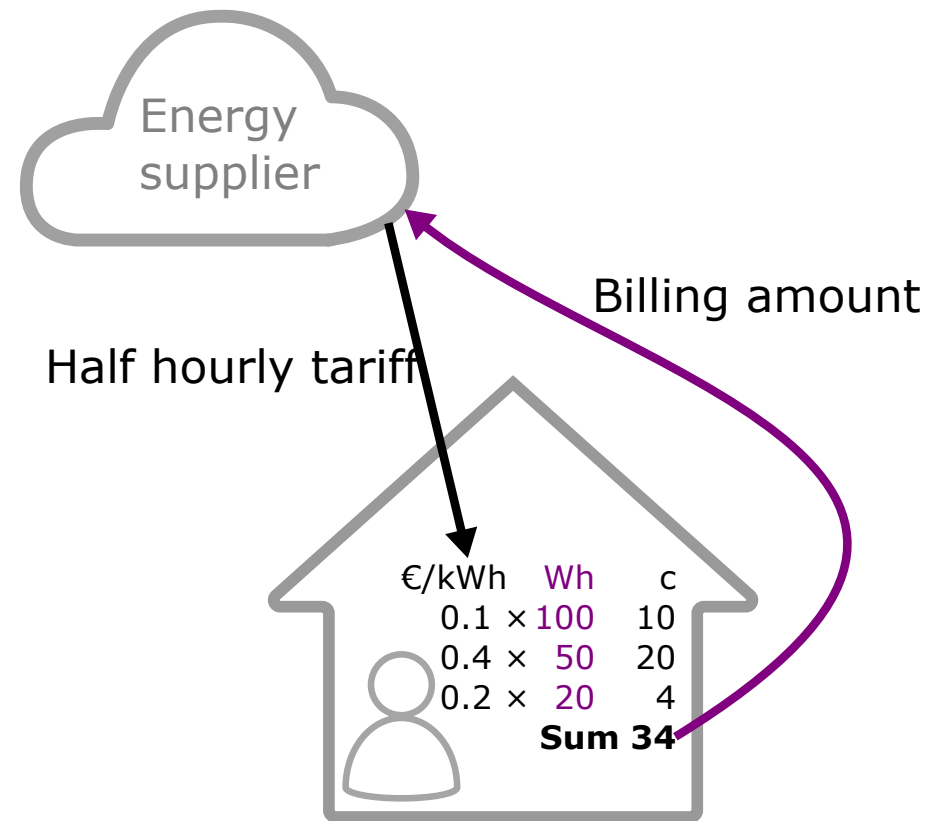 Energy
supplier
Billing amount
Half hourly tariff
€/kWh Wh c
0.1 × 100 10
0.4 × 50 20
0.2 × 20 4
Sum 34